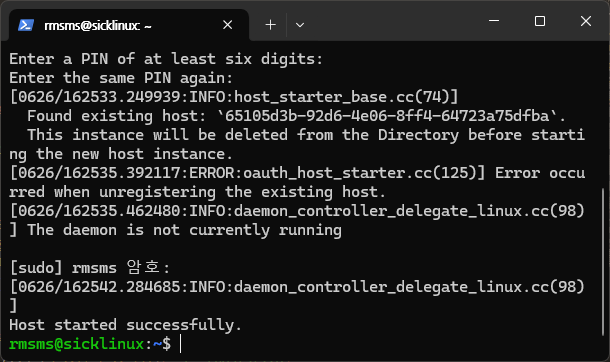 rmsms@sicklinux: ~
Enter a PIN of at least six digits:
Enter the same PIN again:
[0626/162533.249939:INFO:host_starter_base.cc(74)]
  Found existing host: `65105d3b-92d6-4e06-8ff4-64723a75dfba`.
  This instance will be deleted from the Directory before starti
ng the new host instance.
[0626/162535.392117:ERROR:oauth_host_starter.cc(125)] Error occu
rred when unregistering the existing host.
[0626/162535.462480:INFO:daemon_controller_delegate_linux.cc(98)
] The daemon is not currently running
[sudo] rmsms 암호:
[0626/162542.284685:INFO:daemon_controller_delegate_linux.cc(98)
]
Host started successfully.
rmsms@sicklinux:~$